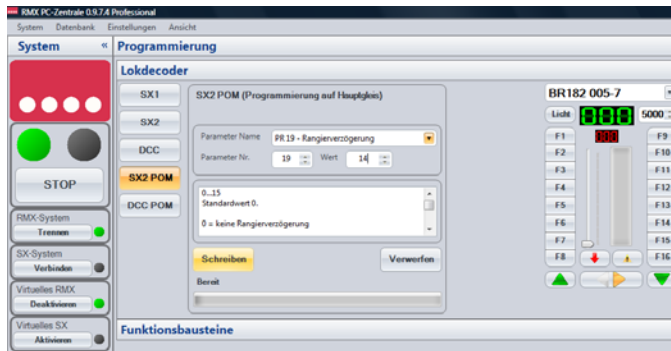 RMX PC-Zentrale 0.9.7.4 Professional
System Datenbank Einstellungen Ansicht
System «
Programmierung
Lokdecoder
SX1
SX2
DCC
SX2 POM
DCC POM
SX2 POM (Programmierung auf Hauptgleis)
Parameter Name PR 19 - Rangierverzögerung
Parameter Nr. 19 Wert 14
0...15
Standardwert 0.
0 = keine Rangierverzögerung
Schreiben Verwerfen
Bereit
STOP
RMX-System
Trennen
SX-System
Verbinden
Virtuelles RMX
Deaktivieren
Virtuelles SX
Aktivieren
BR182 005-7
Licht 888 5000
F1 000 F9
F2 F10
F3 F11
F4 F12
F5 F13
F6 F14
F7 F15
F8 F16
Funktionsbausteine